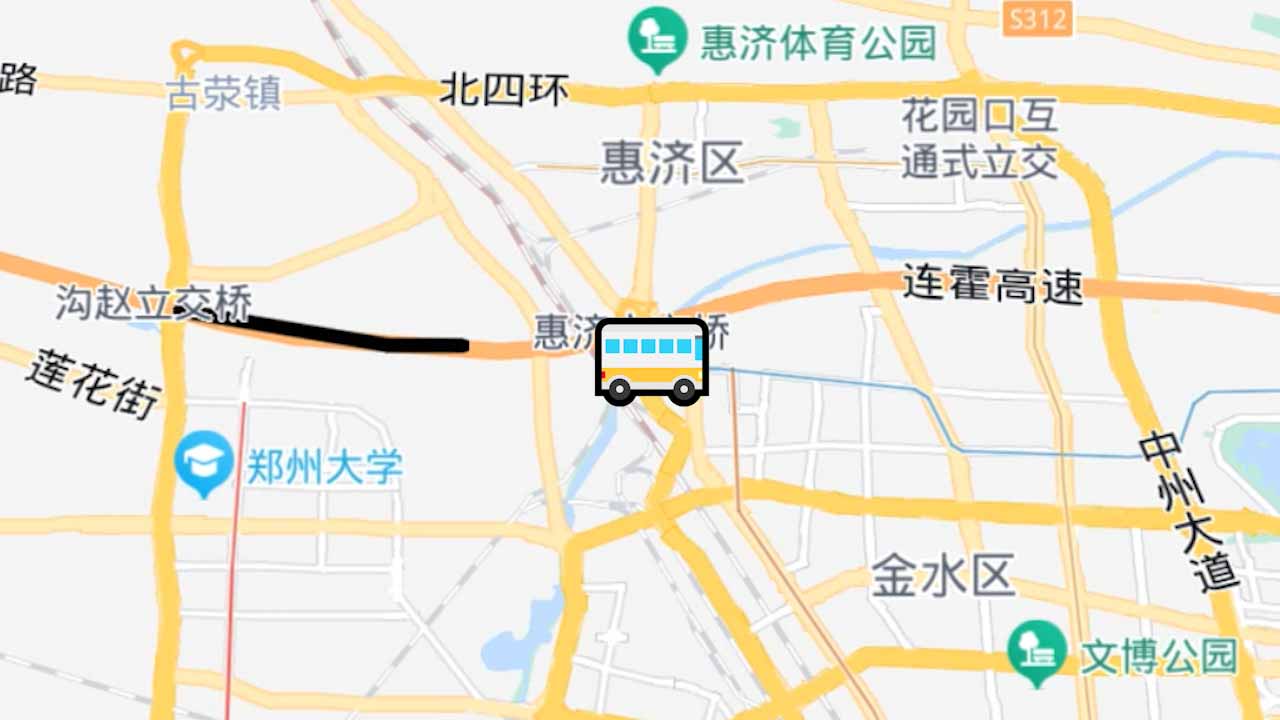 S312
惠济体育公园
路
北四环
古荥镇
花园口互
通式立交
惠济区
连霍高速
沟赵立交桥
惠济
桥
莲花街
郑州大学
中州大道
金水区
文博公园